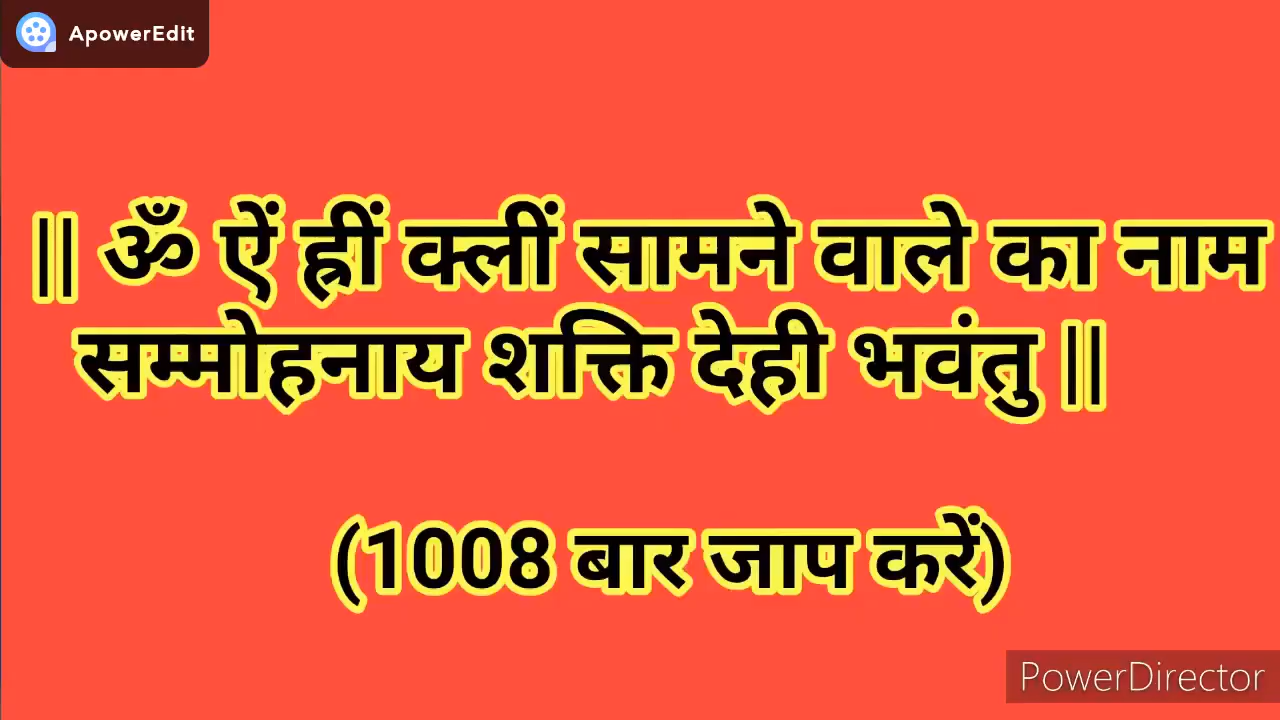 ApowerEdit
|| ॐ ऐं ह्रीं क्लीं सामने वाले का नाम
सम्मोहनाय शक्ति देही भवंतु ||
(1008 बार जाप करें)
PowerDirector